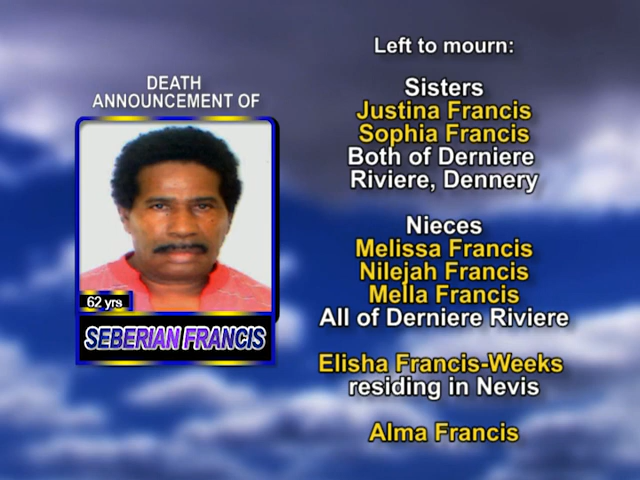 DEATH
ANNOUNCEMENT OF
62 yrs
SEBERIAN FRANCIS
Left to mourn:
Sisters
Justina Francis
Sophia Francis
Both of Derniere
Riviere, Dennery
Nieces
Melissa Francis
Nilejah Francis
Mella Francis
All of Derniere Riviere
Elisha Francis-Weeks
residing in Nevis
Alma Francis